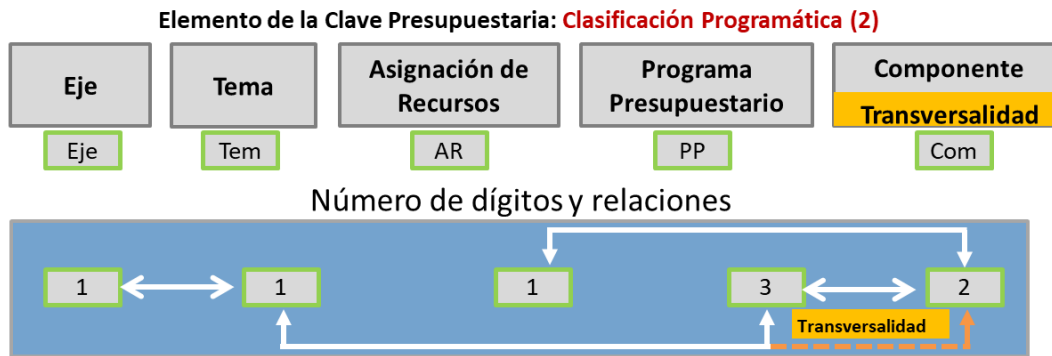 Elemento de la Clave Presupuestaria: Clasificación Programática (2)
Eje
Tema
Asignación de
Recursos
Programa
Presupuestario
Componente
Transversalidad
Eje
Tem
AR
PP
Com
Número de dígitos y relaciones
1
1
1
3
2
Transversalidad